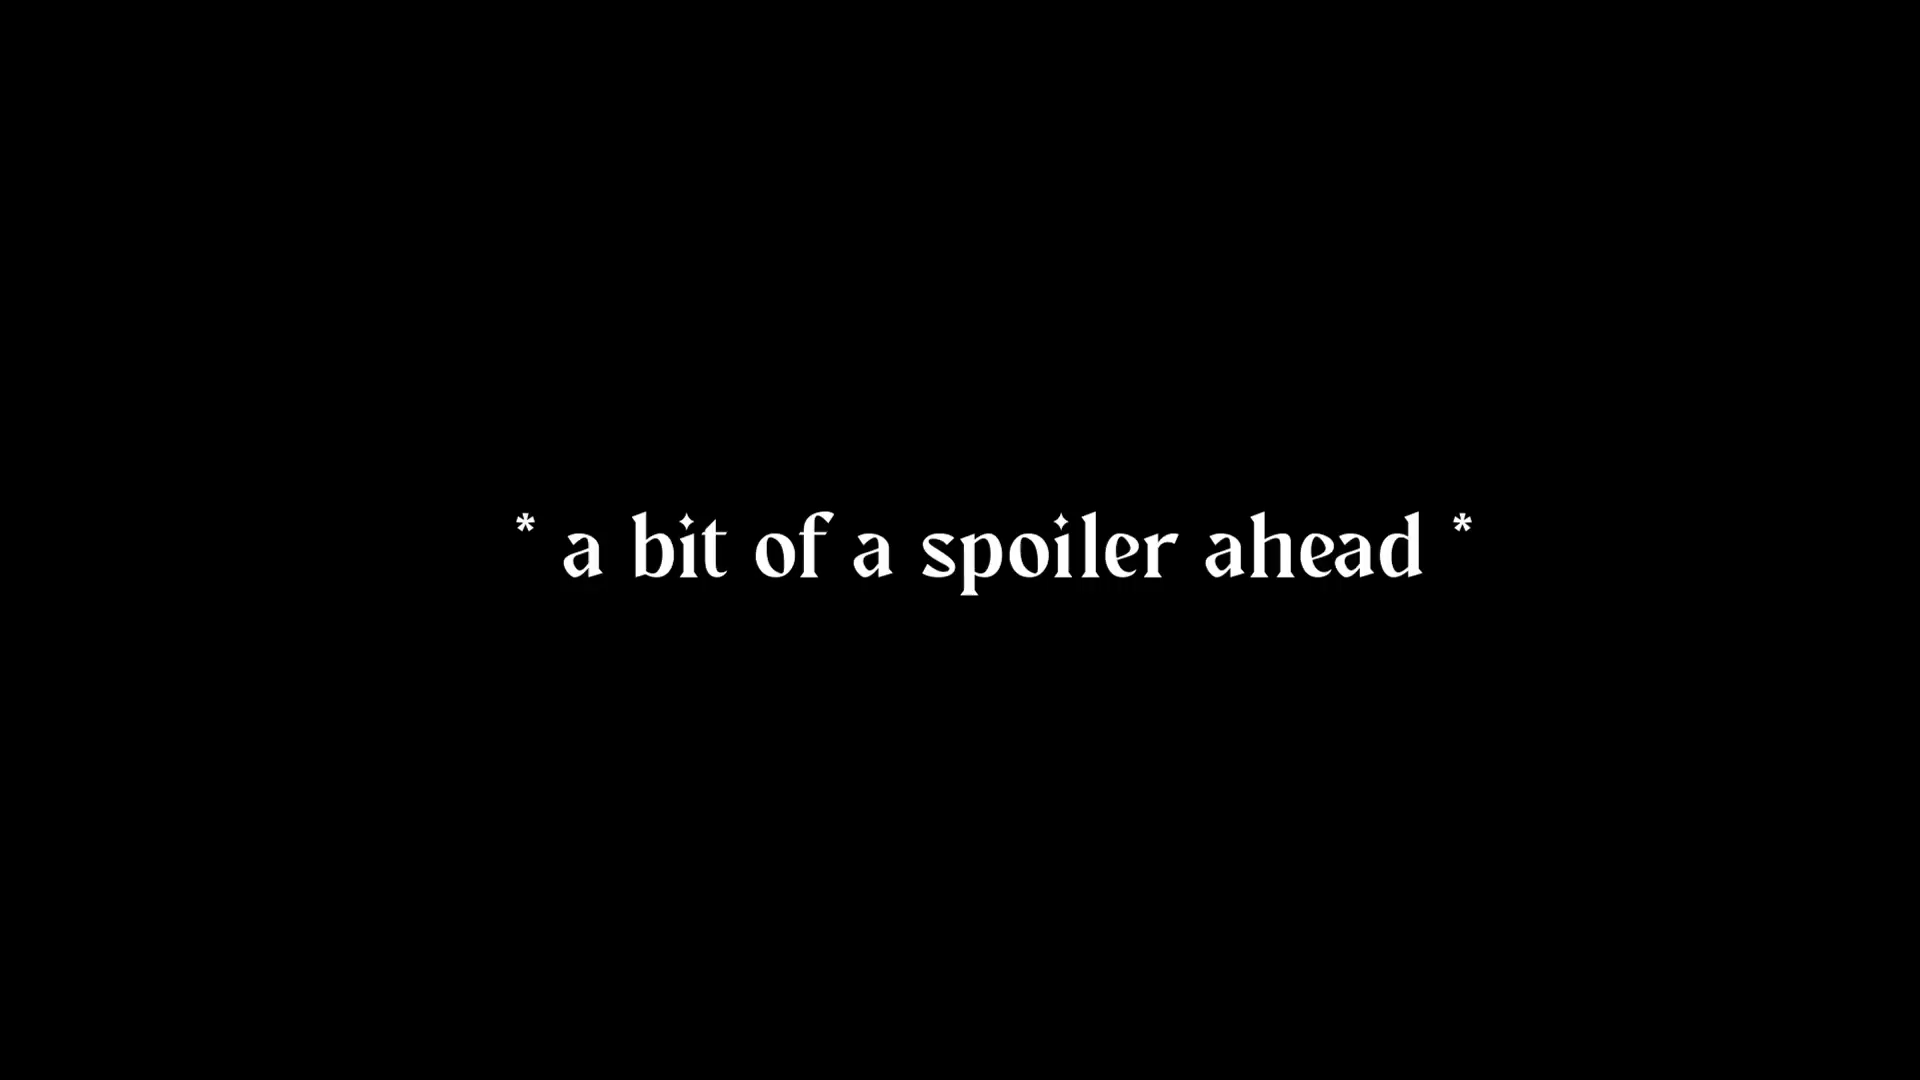 * a bit of a spoiler ahead *